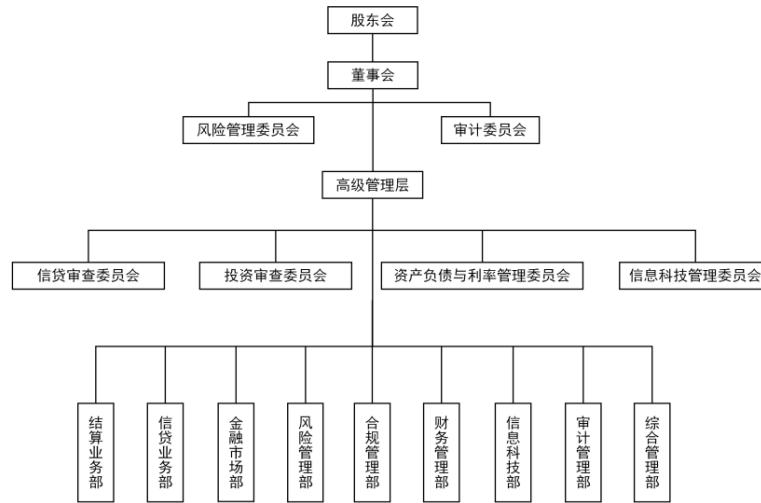 股东会
董事会
风险管理委员会
审计委员会
高级管理层
信贷审查委员会
投资审查委员会
资产负债与利率管理委员会
信息科技管理委员会
结算业务部
信贷业务部
金融市场部
风险管理部
合规管理部
财务管理部
信息科技部
审计管理部
综合管理部